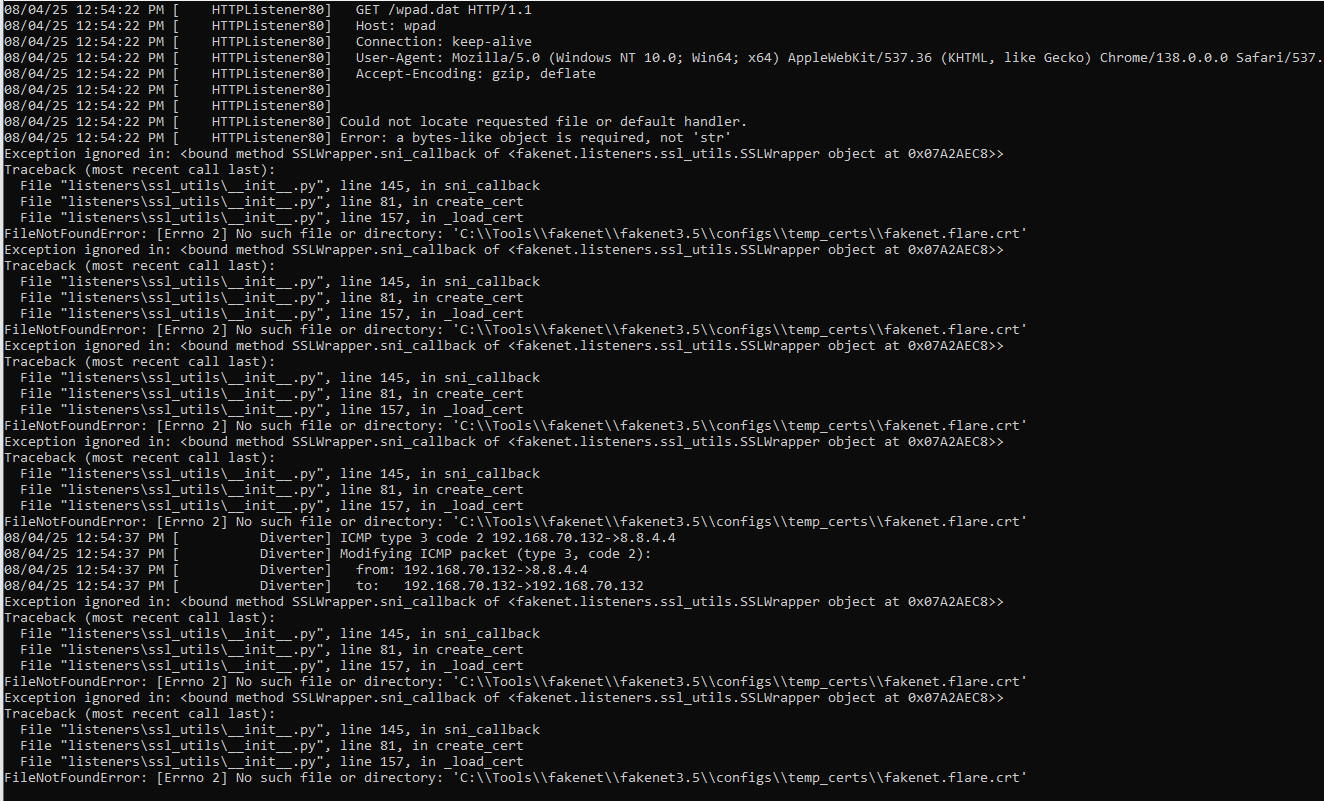 08/04/25 12:54:22 PM [    HTTPListener80]   GET /wpad.dat HTTP/1.1
08/04/25 12:54:22 PM [    HTTPListener80]   Host: wpad
08/04/25 12:54:22 PM [    HTTPListener80]   Connection: keep-alive
08/04/25 12:54:22 PM [    HTTPListener80]   User-Agent: Mozilla/5.0 (Windows NT 10.0; Win64; x64) AppleWebKit/537.36 (KHTML, like Gecko) Chrome/138.0.0.0 Safari/537.
08/04/25 12:54:22 PM [    HTTPListener80]   Accept-Encoding: gzip, deflate
08/04/25 12:54:22 PM [    HTTPListener80]
08/04/25 12:54:22 PM [    HTTPListener80]
08/04/25 12:54:22 PM [    HTTPListener80] Could not locate requested file or default handler.
08/04/25 12:54:22 PM [    HTTPListener80] Error: a bytes-like object is required, not 'str'
Exception ignored in: <bound method SSLWrapper.sni_callback of <fakenet.listeners.ssl_utils.SSLWrapper object at 0x07A2AEC8>>
Traceback (most recent call last):
  File "listeners\ssl_utils\__init__.py", line 145, in sni_callback
  File "listeners\ssl_utils\__init__.py", line 81, in create_cert
  File "listeners\ssl_utils\__init__.py", line 157, in _load_cert
FileNotFoundError: [Errno 2] No such file or directory: 'C:\\Tools\\fakenet\\fakenet3.5\\configs\\temp_certs\\fakenet.flare.crt'
Exception ignored in: <bound method SSLWrapper.sni_callback of <fakenet.listeners.ssl_utils.SSLWrapper object at 0x07A2AEC8>>
Traceback (most recent call last):
  File "listeners\ssl_utils\__init__.py", line 145, in sni_callback
  File "listeners\ssl_utils\__init__.py", line 81, in create_cert
  File "listeners\ssl_utils\__init__.py", line 157, in _load_cert
FileNotFoundError: [Errno 2] No such file or directory: 'C:\\Tools\\fakenet\\fakenet3.5\\configs\\temp_certs\\fakenet.flare.crt'
Exception ignored in: <bound method SSLWrapper.sni_callback of <fakenet.listeners.ssl_utils.SSLWrapper object at 0x07A2AEC8>>
Traceback (most recent call last):
  File "listeners\ssl_utils\__init__.py", line 145, in sni_callback
  File "listeners\ssl_utils\__init__.py", line 81, in create_cert
  File "listeners\ssl_utils\__init__.py", line 157, in _load_cert
FileNotFoundError: [Errno 2] No such file or directory: 'C:\\Tools\\fakenet\\fakenet3.5\\configs\\temp_certs\\fakenet.flare.crt'
Exception ignored in: <bound method SSLWrapper.sni_callback of <fakenet.listeners.ssl_utils.SSLWrapper object at 0x07A2AEC8>>
Traceback (most recent call last):
  File "listeners\ssl_utils\__init__.py", line 145, in sni_callback
  File "listeners\ssl_utils\__init__.py", line 81, in create_cert
  File "listeners\ssl_utils\__init__.py", line 157, in _load_cert
FileNotFoundError: [Errno 2] No such file or directory: 'C:\\Tools\\fakenet\\fakenet3.5\\configs\\temp_certs\\fakenet.flare.crt'
08/04/25 12:54:37 PM [          Diverter] ICMP type 3 code 2 192.168.70.132->8.8.4.4
08/04/25 12:54:37 PM [          Diverter] Modifying ICMP packet (type 3, code 2):
08/04/25 12:54:37 PM [          Diverter]   from: 192.168.70.132->8.8.4.4
08/04/25 12:54:37 PM [          Diverter]   to:   192.168.70.132->192.168.70.132
Exception ignored in: <bound method SSLWrapper.sni_callback of <fakenet.listeners.ssl_utils.SSLWrapper object at 0x07A2AEC8>>
Traceback (most recent call last):
  File "listeners\ssl_utils\__init__.py", line 145, in sni_callback
  File "listeners\ssl_utils\__init__.py", line 81, in create_cert
  File "listeners\ssl_utils\__init__.py", line 157, in _load_cert
FileNotFoundError: [Errno 2] No such file or directory: 'C:\\Tools\\fakenet\\fakenet3.5\\configs\\temp_certs\\fakenet.flare.crt'
Exception ignored in: <bound method SSLWrapper.sni_callback of <fakenet.listeners.ssl_utils.SSLWrapper object at 0x07A2AEC8>>
Traceback (most recent call last):
  File "listeners\ssl_utils\__init__.py", line 145, in sni_callback
  File "listeners\ssl_utils\__init__.py", line 81, in create_cert
  File "listeners\ssl_utils\__init__.py", line 157, in _load_cert
FileNotFoundError: [Errno 2] No such file or directory: 'C:\\Tools\\fakenet\\fakenet3.5\\configs\\temp_certs\\fakenet.flare.crt'